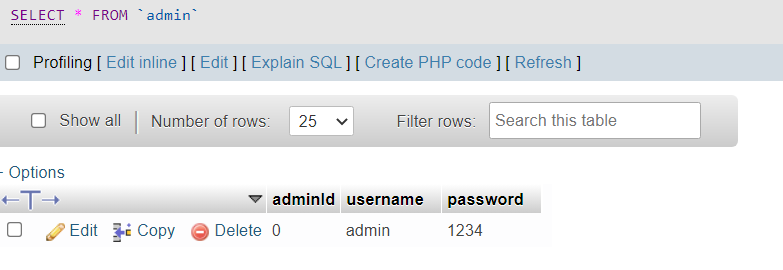 SELECT * FROM `admin`
Profiling [ Edit inline ] [ Edit ] [ Explain SQL ] [ Create PHP code ] [ Refresh ]
Show all | Number of rows: 25 Filter rows: Search this table
Options
adminId username password
Edit Copy Delete 0 admin 1234